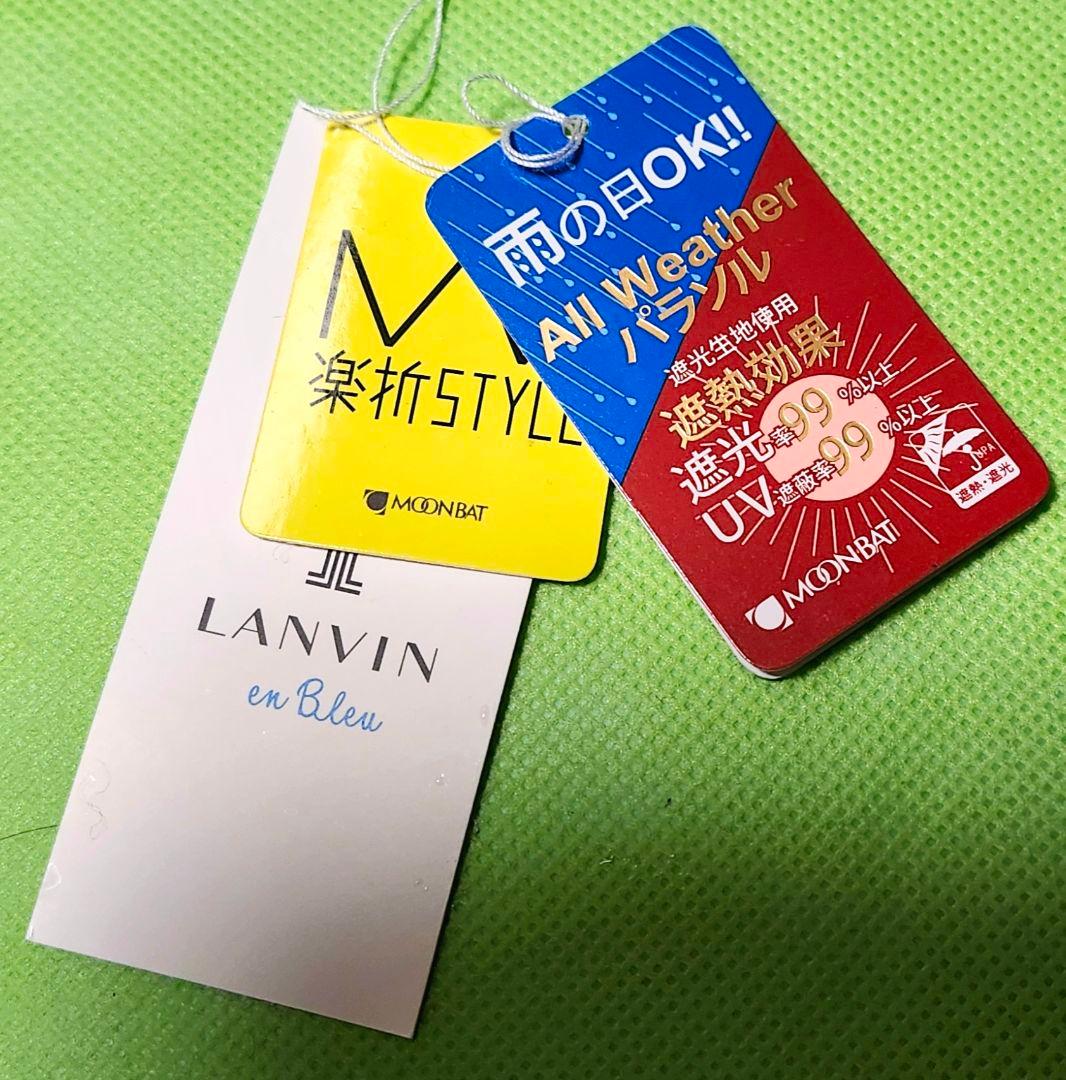 雨の日OK!!
All Weather
パラソル
遮光生地使用
遮熱効果
遮光率99%以上
UV遮蔽率99%以上
JUPA
遮熱・遮光
MOONBAT
楽折STYLE
MOONBAT
LANVIN
en Bleu